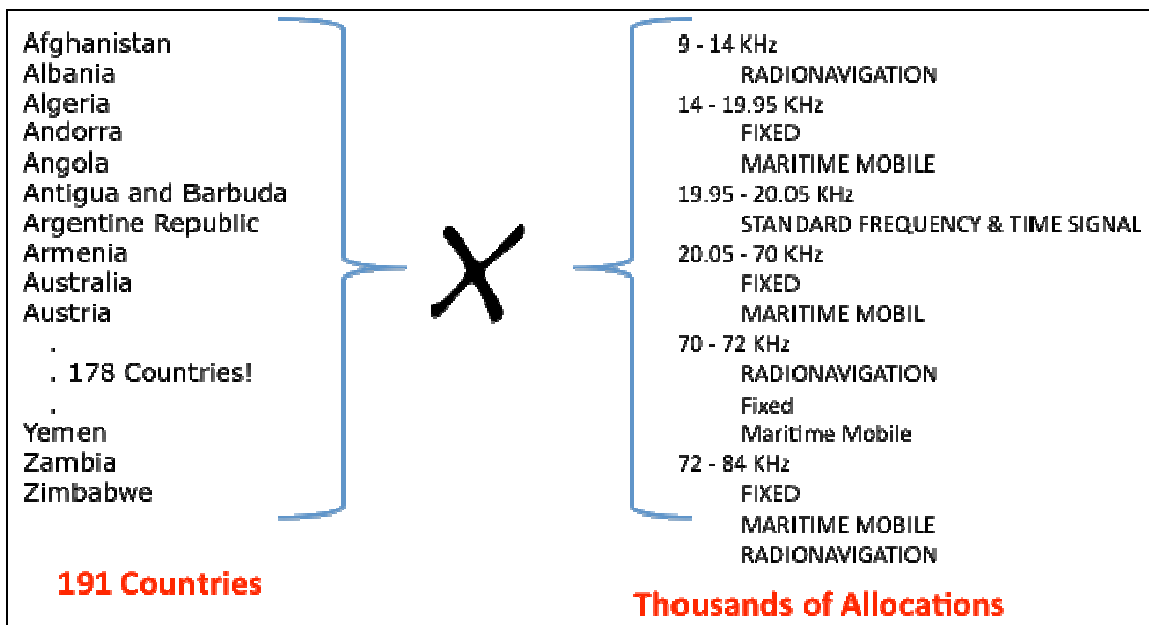 Afghanistan
Albania
Algeria
Andorra
Angola
Antigua and Barbuda
Argentine Republic
Armenia
Australia
Austria
.
. 178 Countries!
.
Yemen
Zambia
Zimbabwe
191 Countries
X
9 - 14 KHz
RADIONAVIGATION
14 - 19.95 KHz
FIXED
MARITIME MOBILE
19.95 - 20.05 KHz
STANDARD FREQUENCY & TIME SIGNAL
20.05 - 70 KHz
FIXED
MARITIME MOBIL
70 - 72 KHz
RADIONAVIGATION
Fixed
Maritime Mobile
72 - 84 KHz
FIXED
MARITIME MOBILE
RADIONAVIGATION
Thousands of Allocations